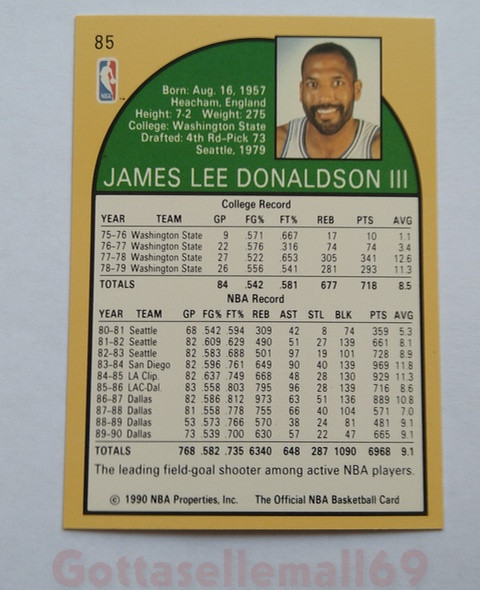 85
NBA
Born: Aug. 16, 1957
Heacham, England
Height: 7-2 Weight: 275
College: Washington State
Drafted: 4th Rd–Pick 73
Seattle, 1979
JAMES LEE DONALDSON III
College Record
YEAR TEAM GP FG% FT% REB PTS AVG
75-76 Washington State 9 .571 .667 17 10 1.1
76-77 Washington State 22 .576 .316 74 74 3.4
77-78 Washington State 27 .522 .653 305 341 12.6
78-79 Washington State 26 .556 .541 281 293 11.3
TOTALS 84 .542 .581 677 718 8.5
NBA Record
YEAR TEAM GP FG% FT% REB AST STL BLK PTS AVG
80-81 Seattle 68 .542 .594 309 42 8 74 359 5.3
81-82 Seattle 82 .609 .629 490 51 27 139 661 8.1
82-83 Seattle 82 .583 .688 501 97 19 101 728 8.9
83-84 San Diego 82 .596 .761 649 90 40 139 969 11.8
84-85 LA Clip. 82 .637 .749 668 48 28 130 929 11.3
85-86 LAC-Dal. 83 .558 .803 795 96 28 139 716 8.6
86-87 Dallas 82 .586 .812 973 63 51 136 889 10.8
87-88 Dallas 81 .558 .778 755 66 40 104 571 7.0
88-89 Dallas 53 .573 .766 570 38 24 81 481 9.1
89-90 Dallas 73 .539 .700 630 57 22 47 665 9.1
TOTALS 768 .582 .735 6340 648 287 1090 6968 9.1
The leading field-goal shooter among active NBA players.
© 1990 NBA Properties, Inc. The Official NBA Basketball Card
Gottasellemall69